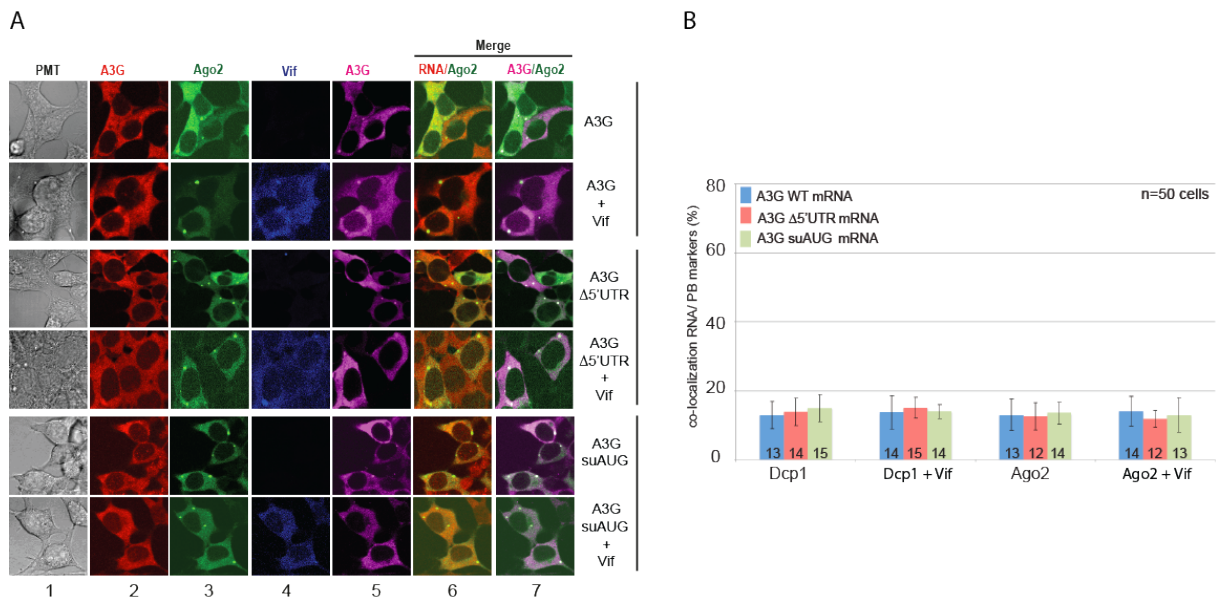 A
Merge
PMT A3G Ago2 Vif A3G RNA/Ago2 A3G/Ago2
A3G
A3G
+
Vif
A3G
Δ5'UTR
A3G
Δ5'UTR
+
Vif
A3G
suAUG
A3G
suAUG
+
Vif
1 2 3 4 5 6 7
B
co-localization RNA/ PB markers (%)
80
60
40
20
0
A3G WT mRNA
A3G Δ5'UTR mRNA
A3G suAUG mRNA
n=50 cells
13 14 15 14 15 14 13 12 14 14 12 13
Dcp1 Dcp1 + Vif Ago2 Ago2 + Vif